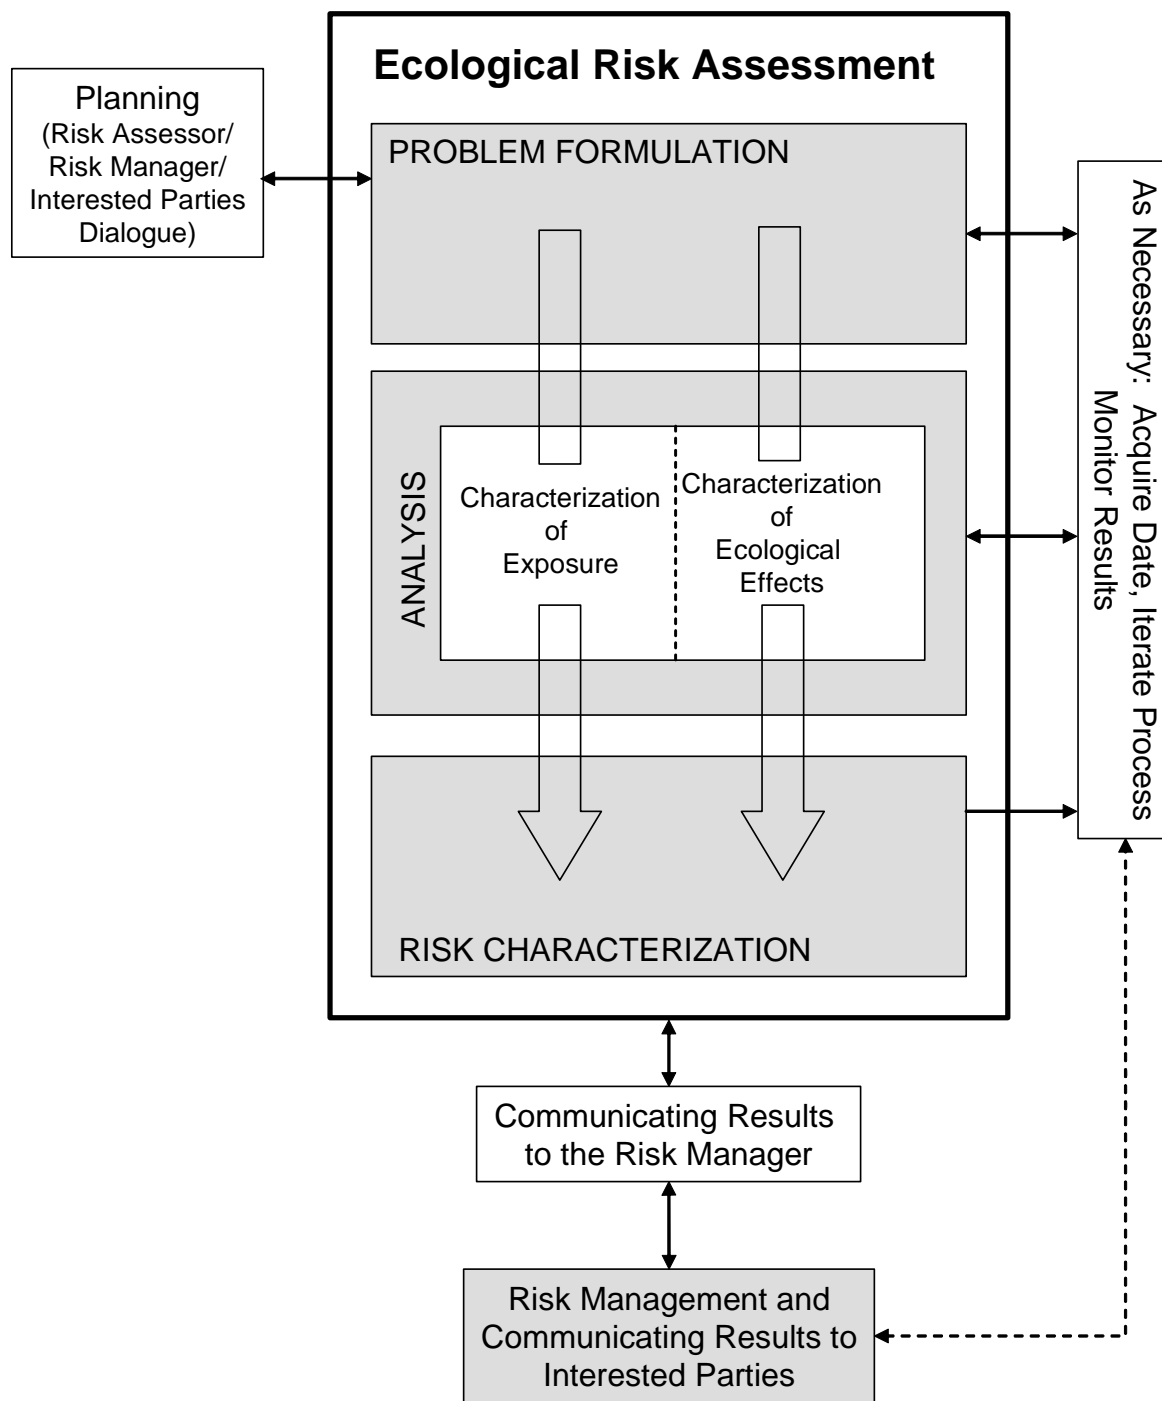 Ecological Risk Assessment
Planning
(Risk Assessor/
Risk Manager/
Interested Parties
Dialogue)
PROBLEM FORMULATION
ANALYSIS
Characterization
of
Exposure
Characterization
of
Ecological
Effects
As Necessary:  Acquire Date, Iterate Process
Monitor Results
RISK CHARACTERIZATION
Communicating Results
to the Risk Manager
Risk Management and
Communicating Results to
Interested Parties